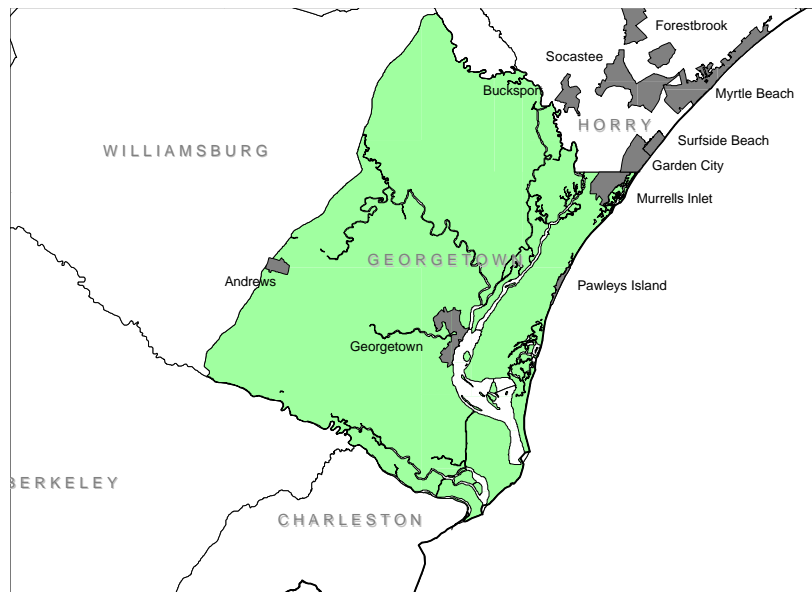 Forestbrook
Socastee
Bucksport
Myrtle Beach
HORRY
Surfside Beach
WILLIAMSBURG
Garden City
Murrells Inlet
GEORGETOWN
Andrews
Pawleys Island
Georgetown
BERKELEY
CHARLESTON